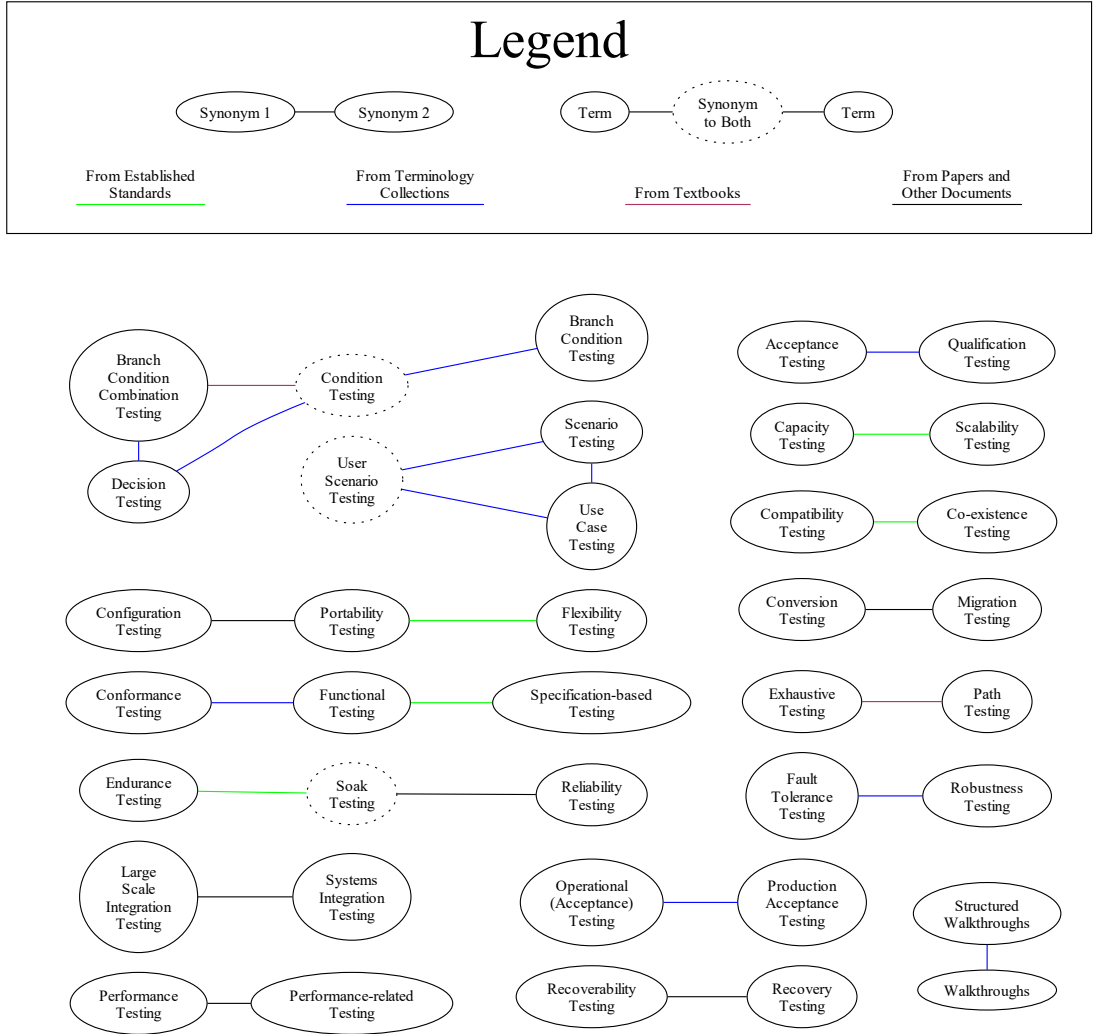 Legend
Synonym 1
Synonym 2
Term
Synonym
to Both
Term
From Established
Standards
From Terminology
Collections
From Textbooks
From Papers and
Other Documents
Branch
Condition
Combination
Testing
Condition
Testing
Branch
Condition
Testing
Decision
Testing
User
Scenario
Testing
Scenario
Testing
Use
Case
Testing
Acceptance
Testing
Qualification
Testing
Capacity
Testing
Scalability
Testing
Compatibility
Testing
Co-existence
Testing
Configuration
Testing
Portability
Testing
Flexibility
Testing
Conversion
Testing
Migration
Testing
Conformance
Testing
Functional
Testing
Specification-based
Testing
Exhaustive
Testing
Path
Testing
Endurance
Testing
Soak
Testing
Reliability
Testing
Fault
Tolerance
Testing
Robustness
Testing
Large
Scale
Integration
Testing
Systems
Integration
Testing
Operational
(Acceptance)
Testing
Production
Acceptance
Testing
Structured
Walkthroughs
Walkthroughs
Performance
Testing
Performance-related
Testing
Recoverability
Testing
Recovery
Testing